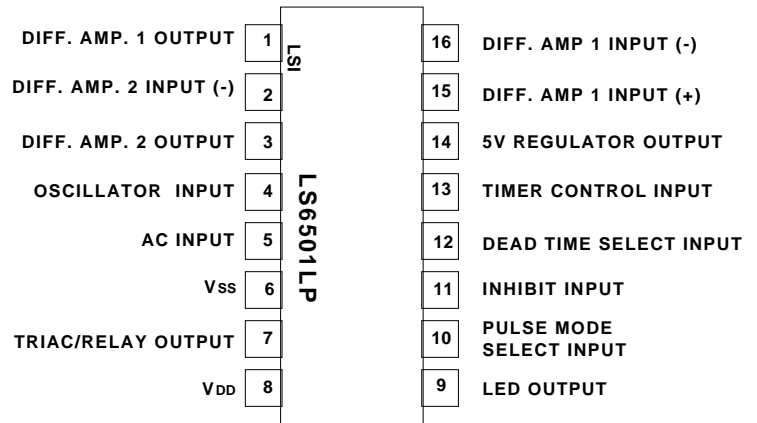 DIFF. AMP. 1 OUTPUT 1
DIFF. AMP. 2 INPUT (-) 2
DIFF. AMP. 2 OUTPUT 3
OSCILLATOR INPUT 4
AC INPUT 5
VSS 6
TRIAC/RELAY OUTPUT 7
VDD 8
LSI
LS6501LP
16 DIFF. AMP 1 INPUT (-)
15 DIFF. AMP 1 INPUT (+)
14 5V REGULATOR OUTPUT
13 TIMER CONTROL INPUT
12 DEAD TIME SELECT INPUT
11 INHIBIT INPUT
10 PULSE MODE
SELECT INPUT
9 LED OUTPUT